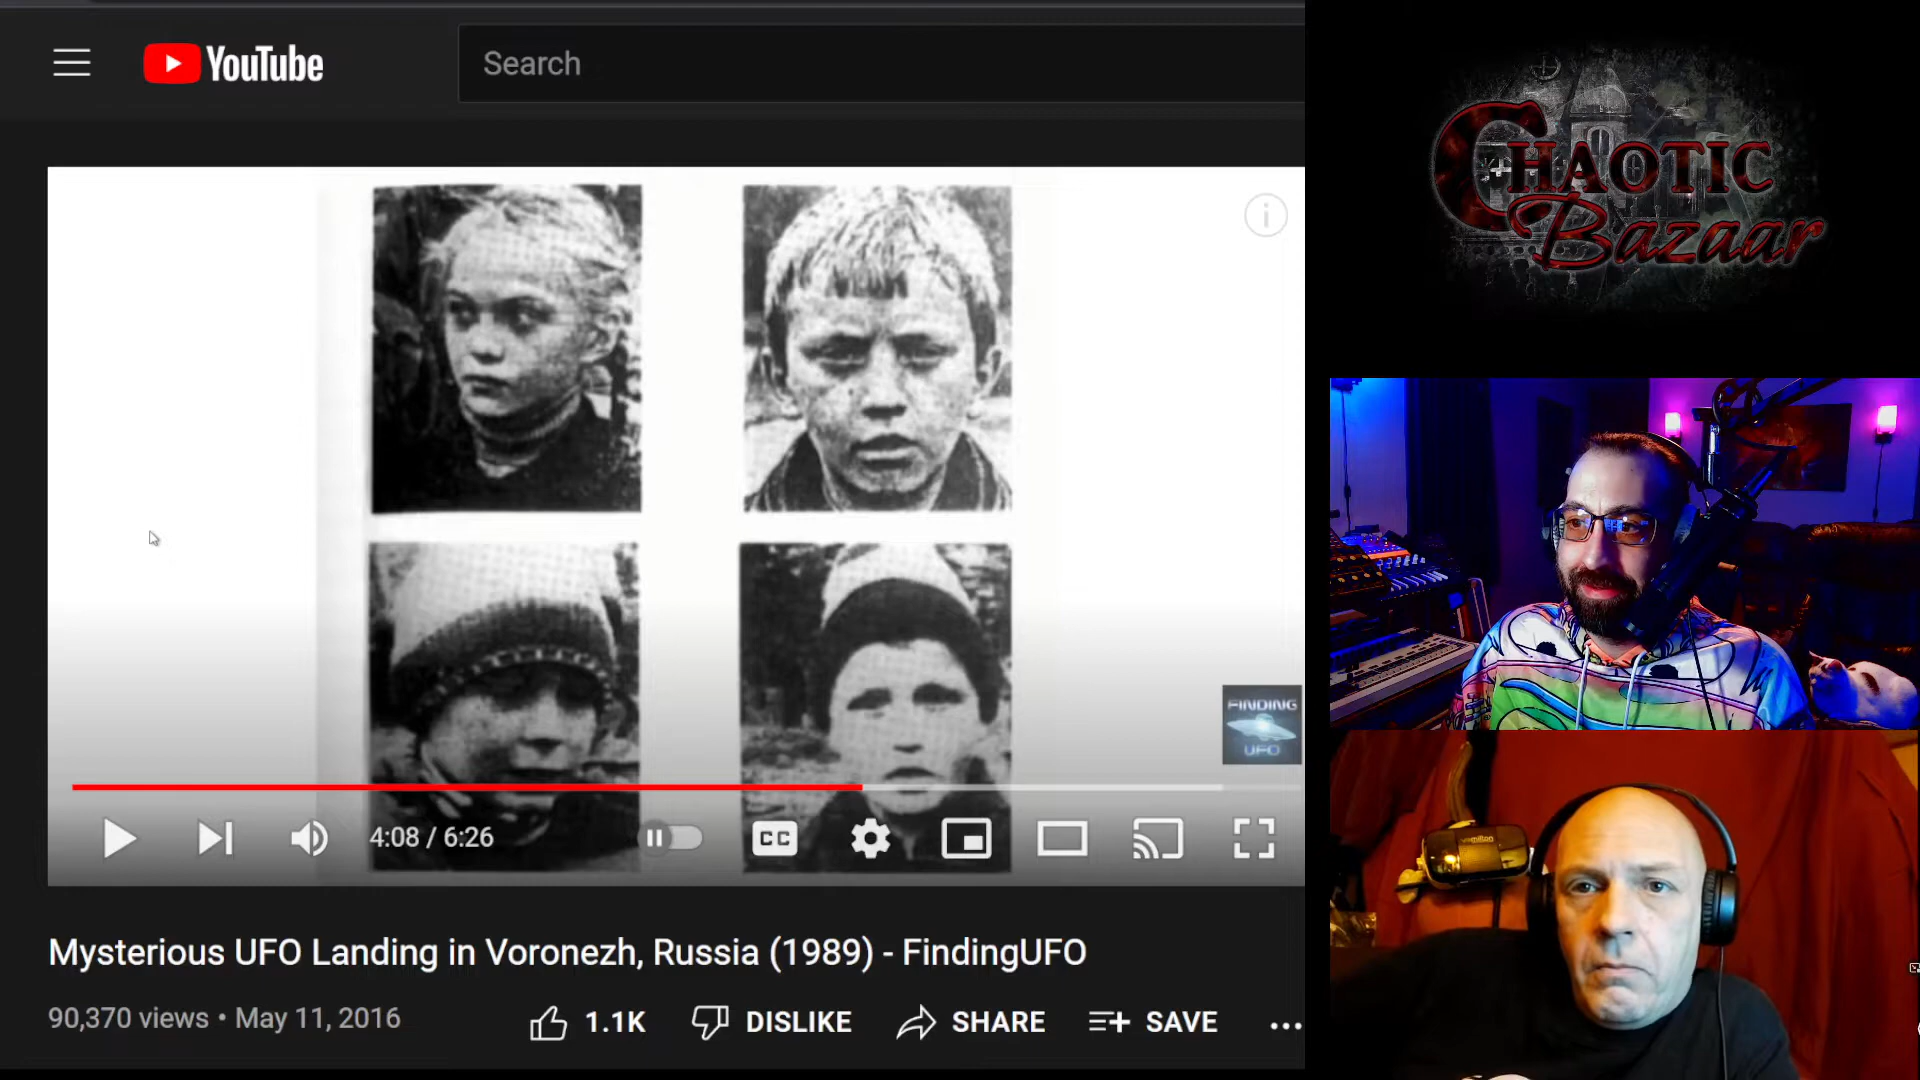 YouTube
Search
CHAOTIC
Bazaar
FINDING
UFO
4:08 / 6:26
CC
Mysterious UFO Landing in Voronezh, Russia (1989) - FindingUFO
90,370 views • May 11, 2016
1.1K
DISLIKE
SHARE
SAVE